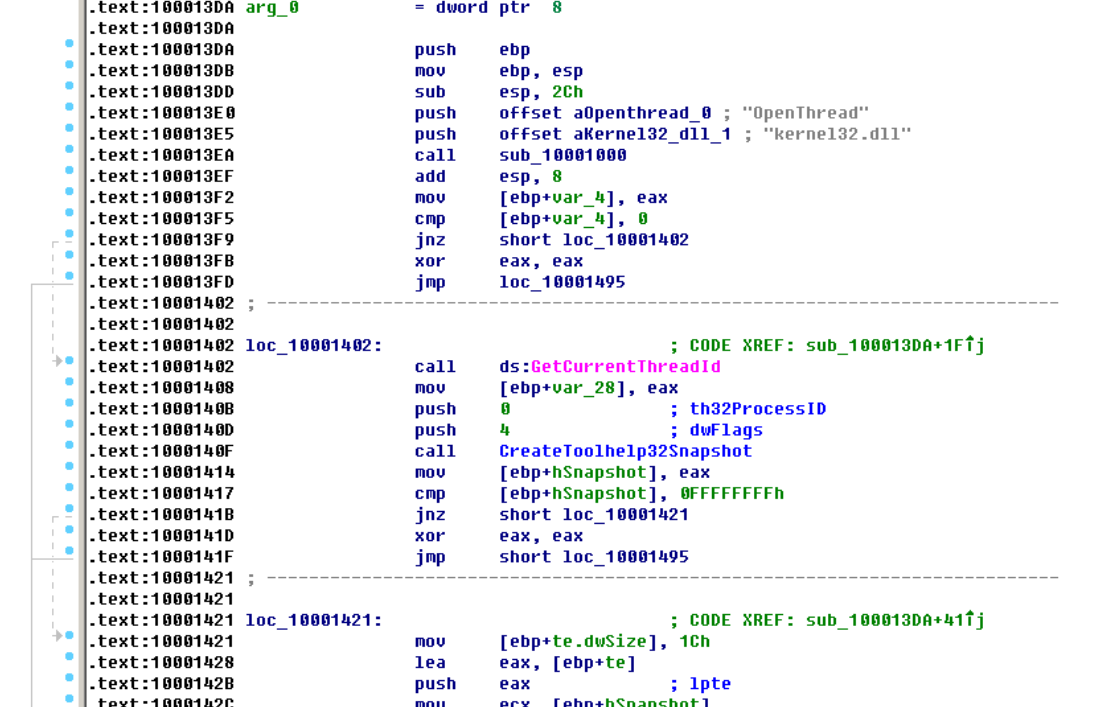 .text:100013DA arg_0 = dword ptr 8
.text:100013DA
.text:100013DA push ebp
.text:100013DB mov ebp, esp
.text:100013DD sub esp, 2Ch
.text:100013E0 push offset aOpenthread_0 ; "OpenThread"
.text:100013E5 push offset aKernel32_dll_1 ; "kernel32.dll"
.text:100013EA call sub_10001000
.text:100013EF add esp, 8
.text:100013F2 mov [ebp+var_4], eax
.text:100013F5 cmp [ebp+var_4], 0
.text:100013F9 jnz short loc_10001402
.text:100013FB xor eax, eax
.text:100013FD jmp loc_10001495
.text:10001402 ; ---------------------------------------------------------------------------
.text:10001402
.text:10001402 loc_10001402: ; CODE XREF: sub_100013DA+1F↑j
.text:10001402 call ds:GetCurrentThreadId
.text:10001408 mov [ebp+var_28], eax
.text:1000140B push 0 ; th32ProcessID
.text:1000140D push 4 ; dwFlags
.text:1000140F call CreateToolhelp32Snapshot
.text:10001414 mov [ebp+hSnapshot], eax
.text:10001417 cmp [ebp+hSnapshot], 0FFFFFFFFh
.text:1000141B jnz short loc_10001421
.text:1000141D xor eax, eax
.text:1000141F jmp short loc_10001495
.text:10001421 ; ---------------------------------------------------------------------------
.text:10001421
.text:10001421 loc_10001421: ; CODE XREF: sub_100013DA+41↑j
.text:10001421 mov [ebp+te.dwSize], 1Ch
.text:10001428 lea eax, [ebp+te]
.text:1000142B push eax ; lpte
.text:1000142C mov ecx, [ebp+hSnapshot]